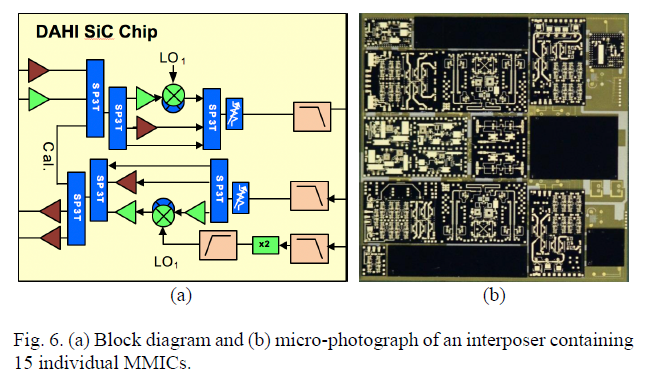 DAHI SiC Chip
LO1
SP3T
SP3T
SP3T
Cal.
SP3T
SP3T
SP3T
x2
LO1
(a)
(b)
Fig. 6. (a) Block diagram and (b) micro-photograph of an interposer containing
15 individual MMICs.